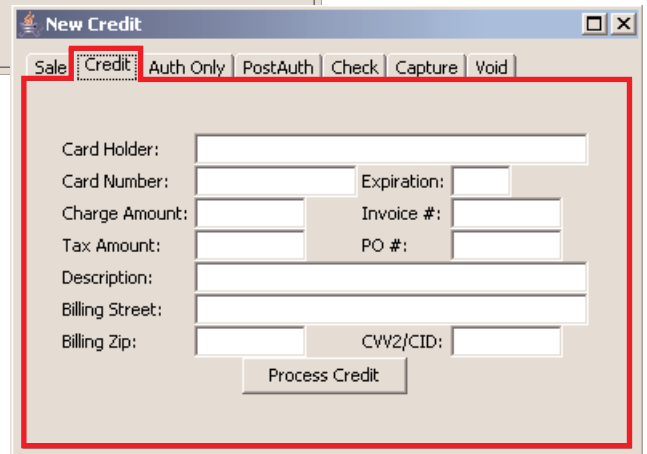 New Credit
Sale Credit Auth Only PostAuth Check Capture Void
Card Holder:
Card Number: Expiration:
Charge Amount: Invoice #:
Tax Amount: PO #:
Description:
Billing Street:
Billing Zip: CVV2/CID:
Process Credit